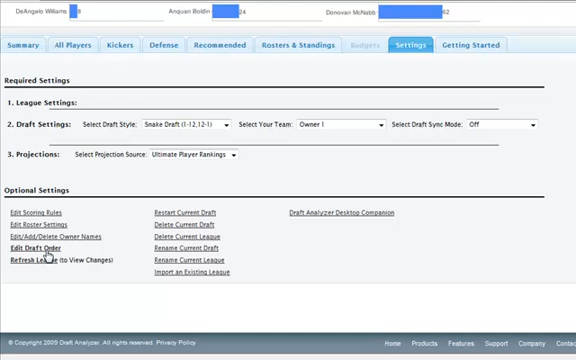 DeAngelo Williams 8 Anquan Boldin 24 Donovan McNabb 62
Summary All Players Kickers Defense Recommended Rosters & Standings Budgets Settings Getting Started
Required Settings
1. League Settings:
2. Draft Settings: Select Draft Style: Snake Draft (1-12,12-1) Select Your Team: Owner 1 Select Draft Sync Mode: Off
3. Projections: Select Projection Source: Ultimate Player Rankings
Optional Settings
Edit Scoring Rules Restart Current Draft Draft Analyzer Desktop Companion
Edit Roster Settings Delete Current Draft
Edit/Add/Delete Owner Names Delete Current League
Edit Draft Order Rename Current Draft
Refresh League (to View Changes) Rename Current League
Import an Existing League
© Copyright 2009 Draft Analyzer. All rights reserved. Privacy Policy Home Products Features Support Company Contac